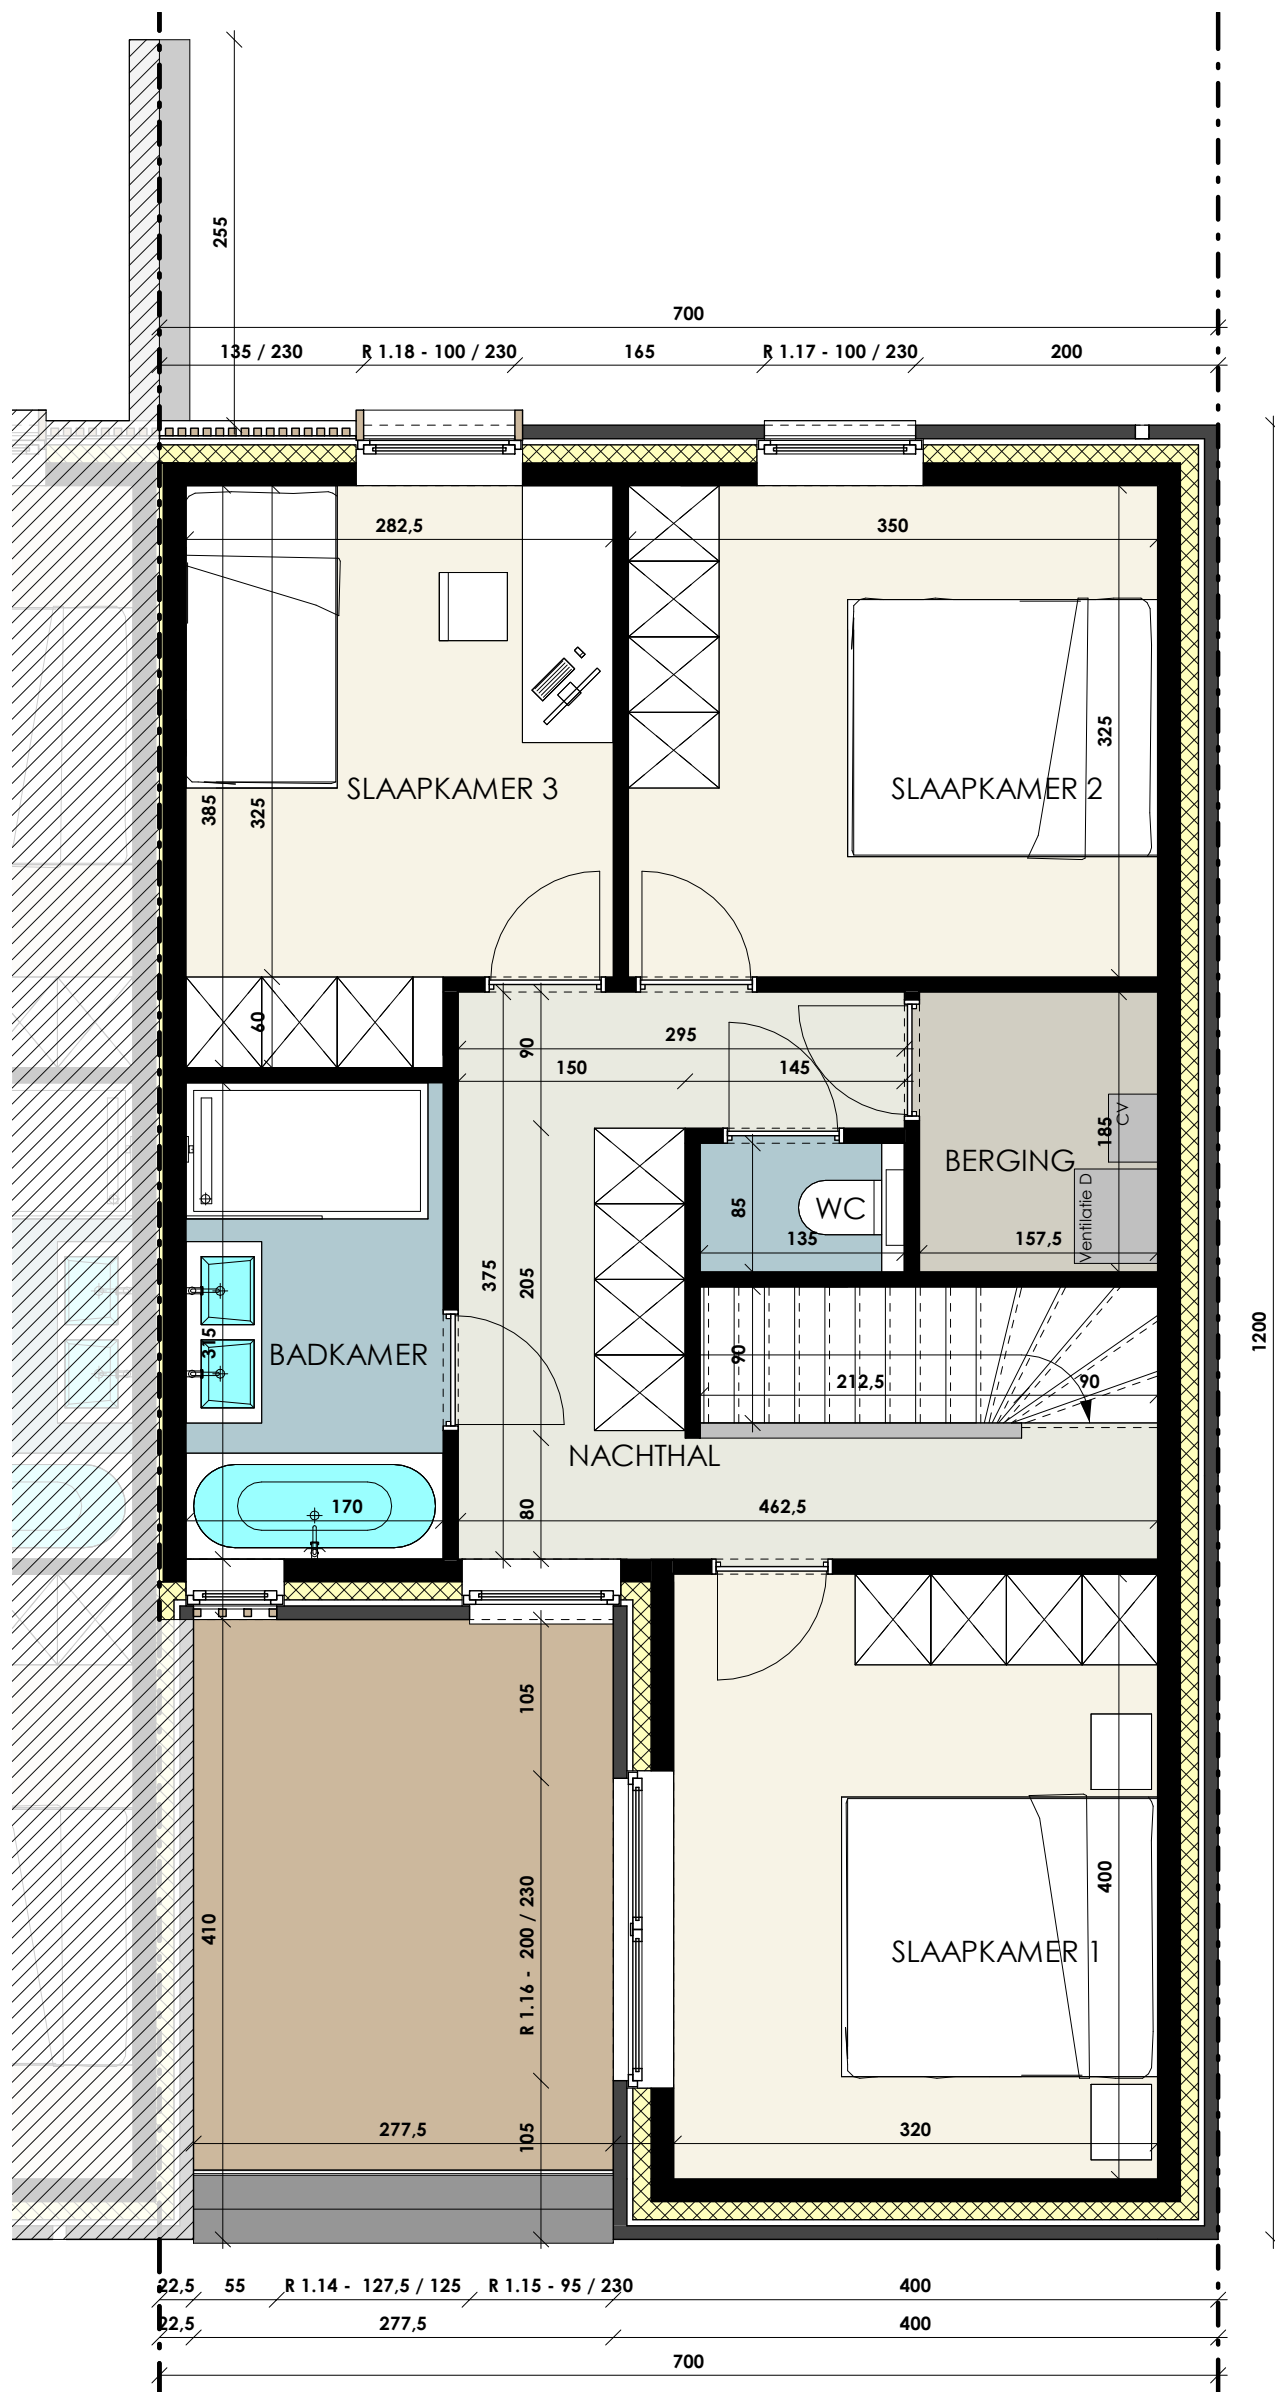 255
700
135 / 230
R 1.18 - 100 / 230
165
R 1.17 - 100 / 230
200
282,5
350
325
SLAAPKAMER 3
SLAAPKAMER 2
385
325
60
90
295
150
145
CV
185
BERGING
Ventilatie D
85
WC
135
157,5
375
205
1200
315
BADKAMER
90
212,5
90
NACHTHAL
170
80
462,5
105
400
410
R 1.16 - 200 / 230
SLAAPKAMER 1
277,5
105
320
22,5
55
R 1.14 - 127,5 / 125
R 1.15 - 95 / 230
400
22,5
277,5
400
700